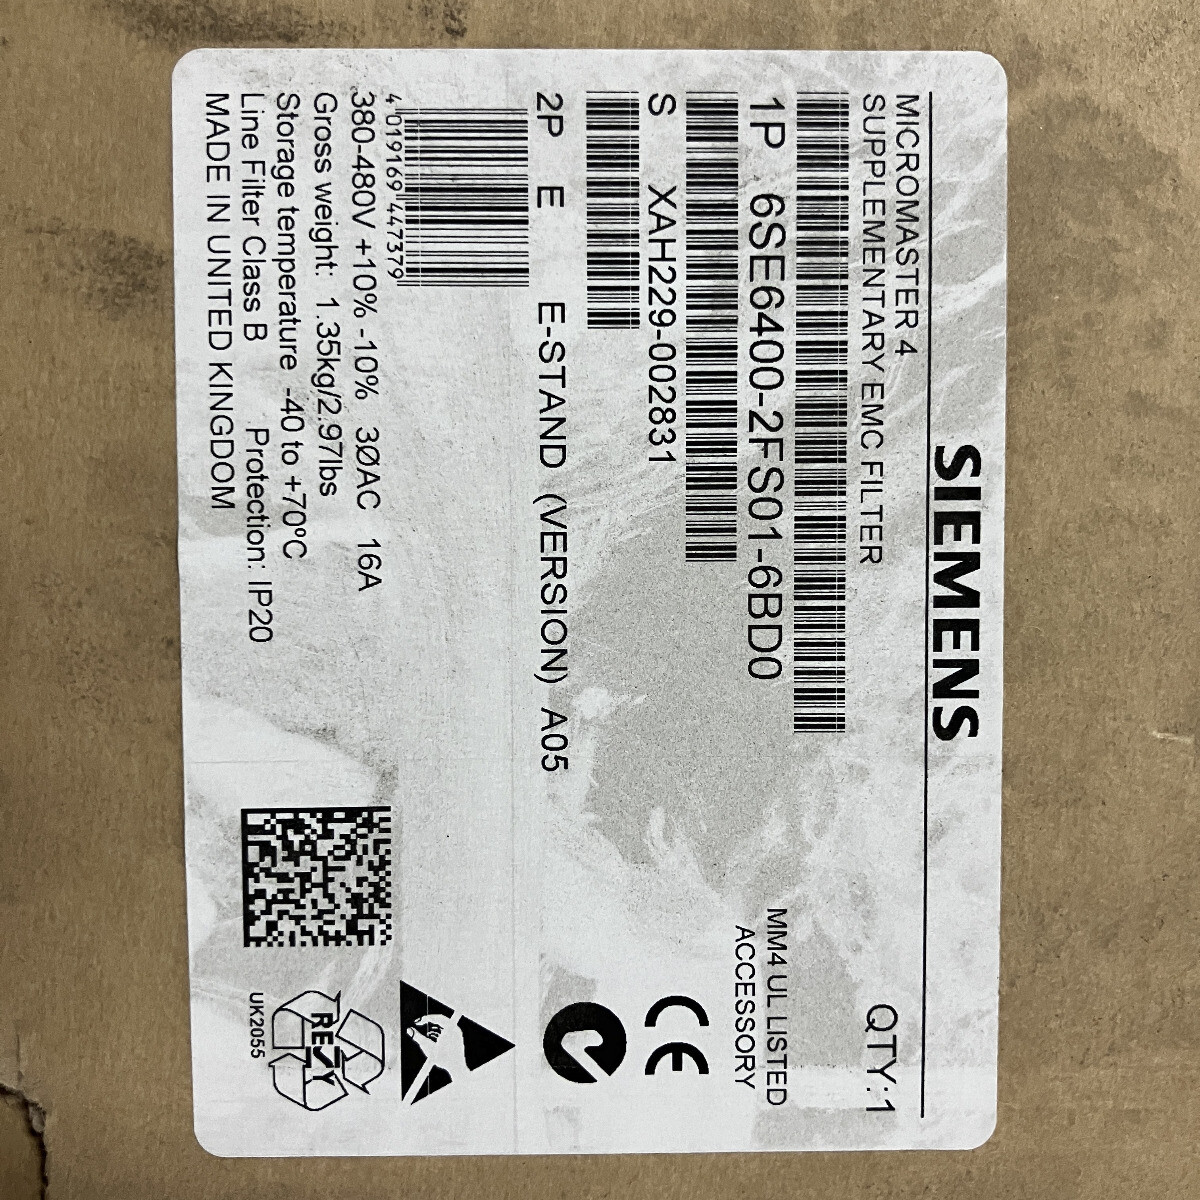 SIEMENS
MICROMASTER 4
SUPPLEMENTARY EMC FILTER
QTY:1
1P 6SE6400-2FS01-6BD0
MM4 UL LISTED
ACCESSORY
S XAH229-002831
CE
2P E E-STAND (VERSION) A05
4 019169 447379
380-480V +10% -10% 3ØAC 16A
Gross weight: 1.35kg/2.97lbs
Storage temperature -40 to +70ºC
Line Filter Class B Protection: IP20
MADE IN UNITED KINGDOM
RESY
UK2055